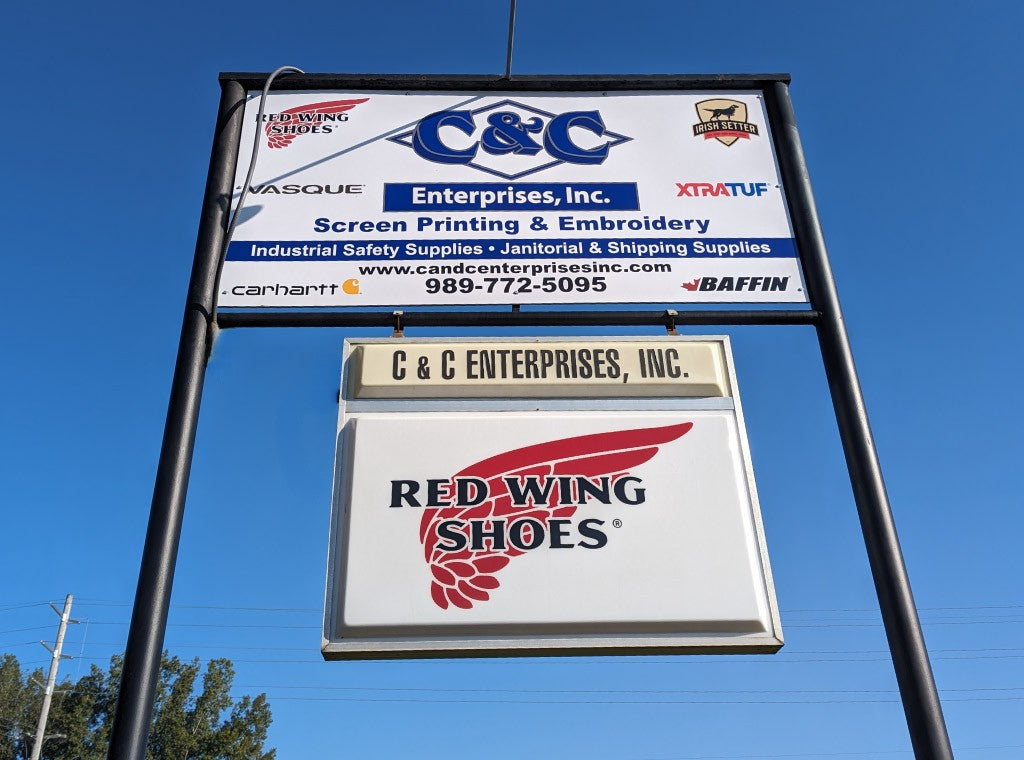 RED WING
SHOES®
C&C
IRISH SETTER
VASQUE
Enterprises, Inc.
XTRATUF
Screen Printing & Embroidery
Industrial Safety Supplies • Janitorial & Shipping Supplies
www.candcenterprisesinc.com
carhartt
989-772-5095
BAFFIN
C & C ENTERPRISES, INC.
RED WING
SHOES®